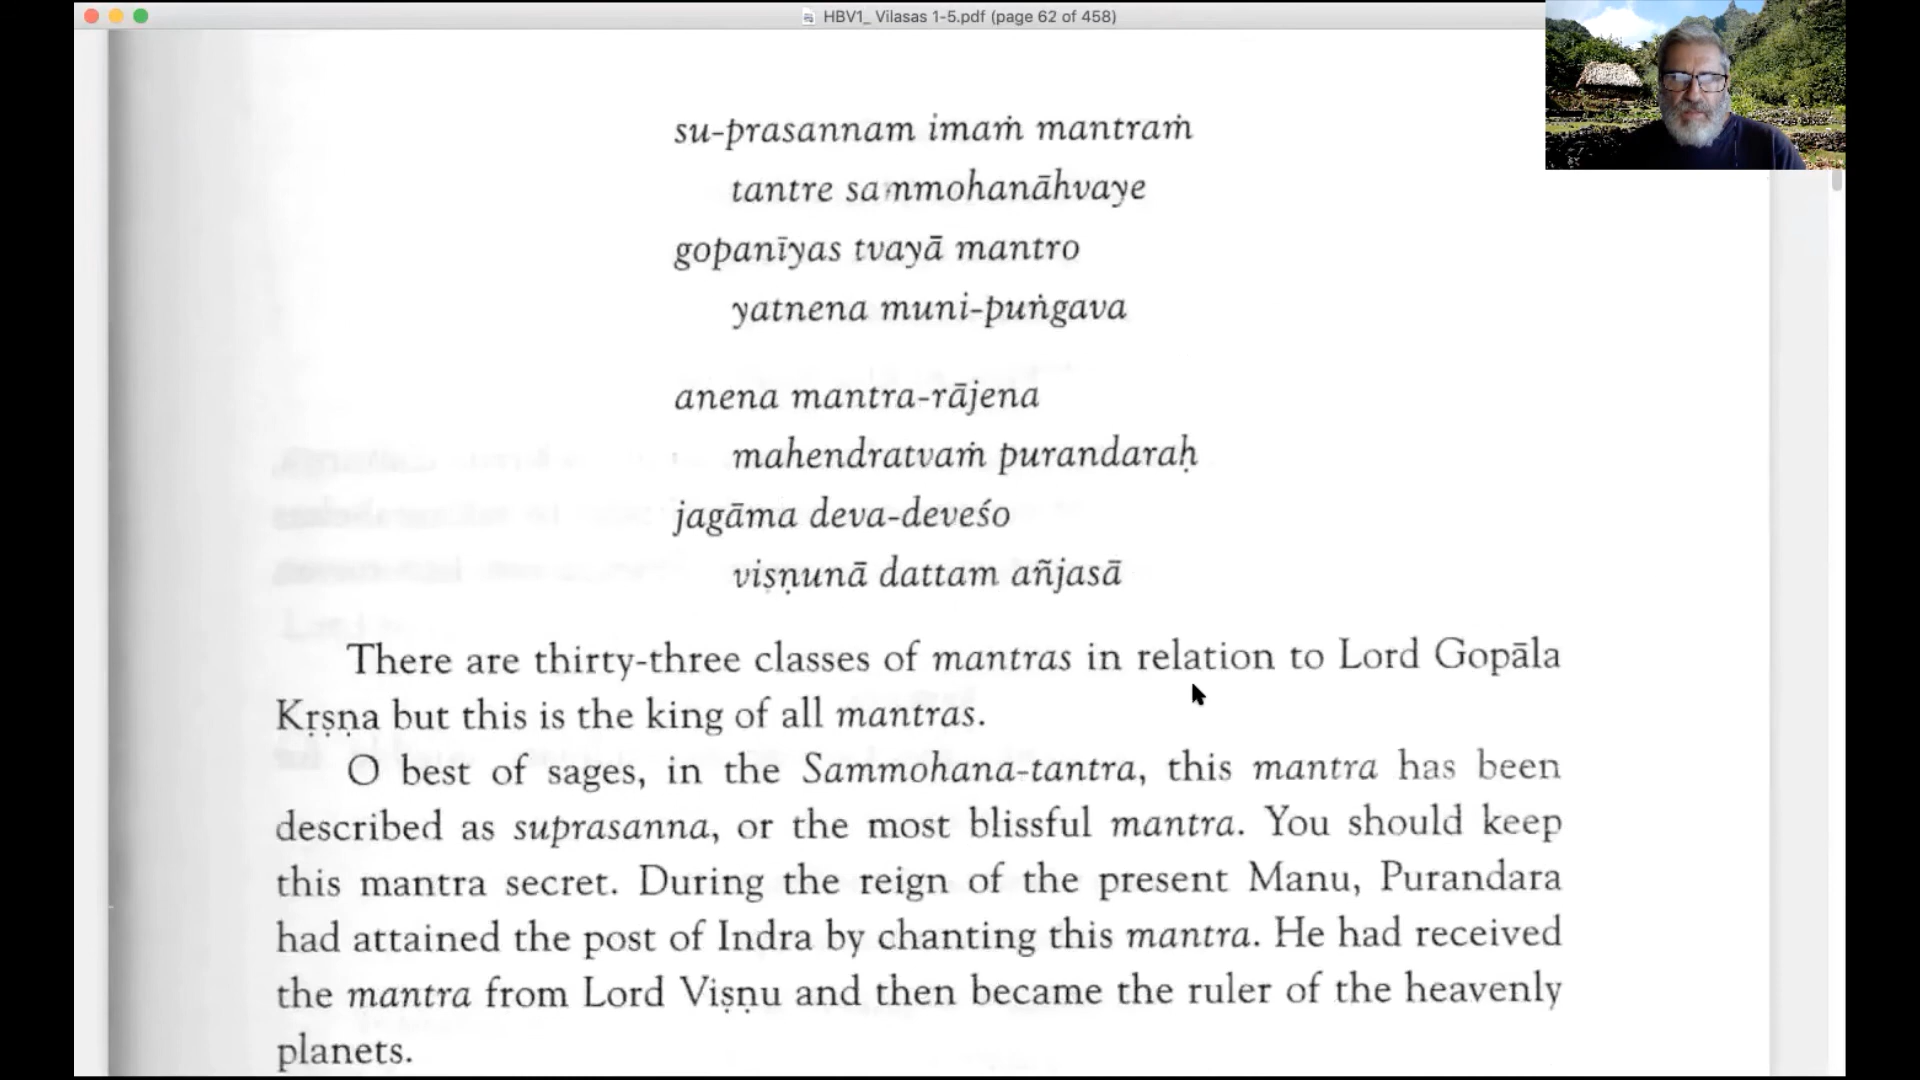 HBV1_ Vilasas 1-5.pdf (page 62 of 458)
su-prasannam imaṁ mantraṁ
tantre sammohanāhvaye
gopanīyas tvayā mantro
yatnena muni-puṅgava
anena mantra-rājena
mahendratvaṁ purandaraḥ
jagāma deva-deveśo
viṣṇunā dattam añjasā
There are thirty-three classes of mantras in relation to Lord Gopāla
Kṛṣṇa but this is the king of all mantras.
O best of sages, in the Sammohana-tantra, this mantra has been
described as suprasanna, or the most blissful mantra. You should keep
this mantra secret. During the reign of the present Manu, Purandara
had attained the post of Indra by chanting this mantra. He had received
the mantra from Lord Viṣṇu and then became the ruler of the heavenly
planets.